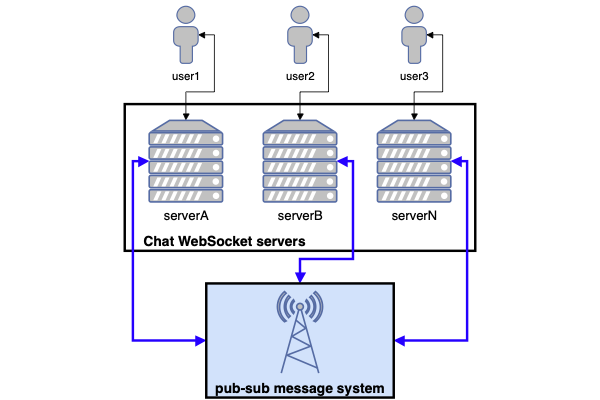 user1
user2
user3
serverA
serverB
serverN
Chat WebSocket servers
pub-sub message system